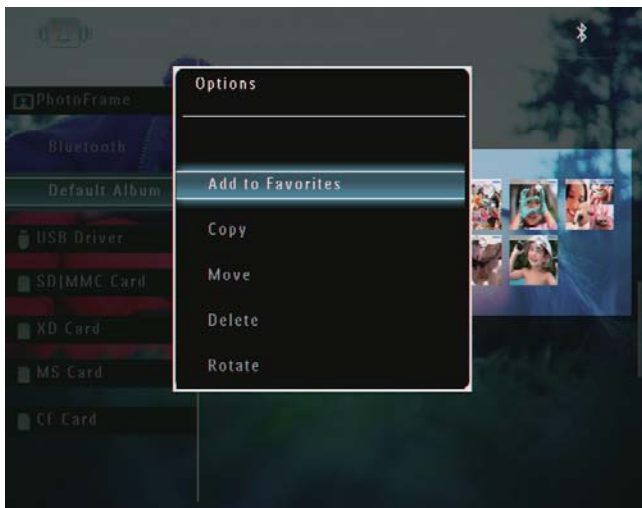 PhotoFrame
Bluetooth
Default Album
USB Driver
SD|MMC Card
XD Card
MS Card
CF Card
Options
Add to Favorites
Copy
Move
Delete
Rotate